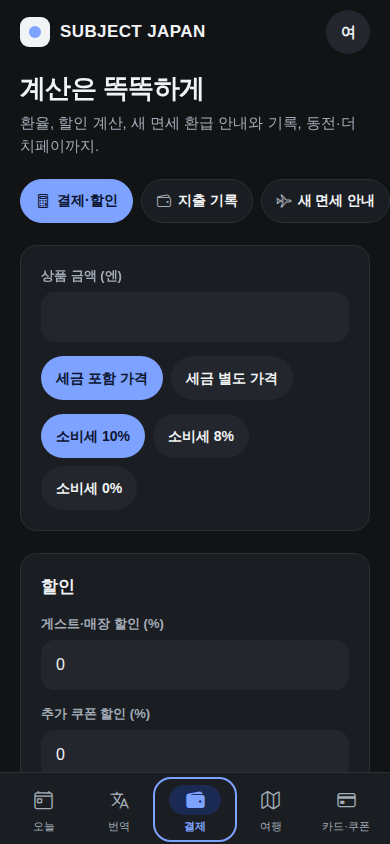 SUBJECT JAPAN
여
계산은 똑똑하게
환율, 할인 계산, 새 면세 환급 안내와 기록, 동전·더
치페이까지.
결제·할인
지출 기록
새 면세 안내
상품 금액 (엔)
세금 포함 가격
세금 별도 가격
소비세 10%
소비세 8%
소비세 0%
할인
게스트·매장 할인 (%)
0
추가 쿠폰 할인 (%)
0
오늘
번역
결제
여행
카드·쿠폰